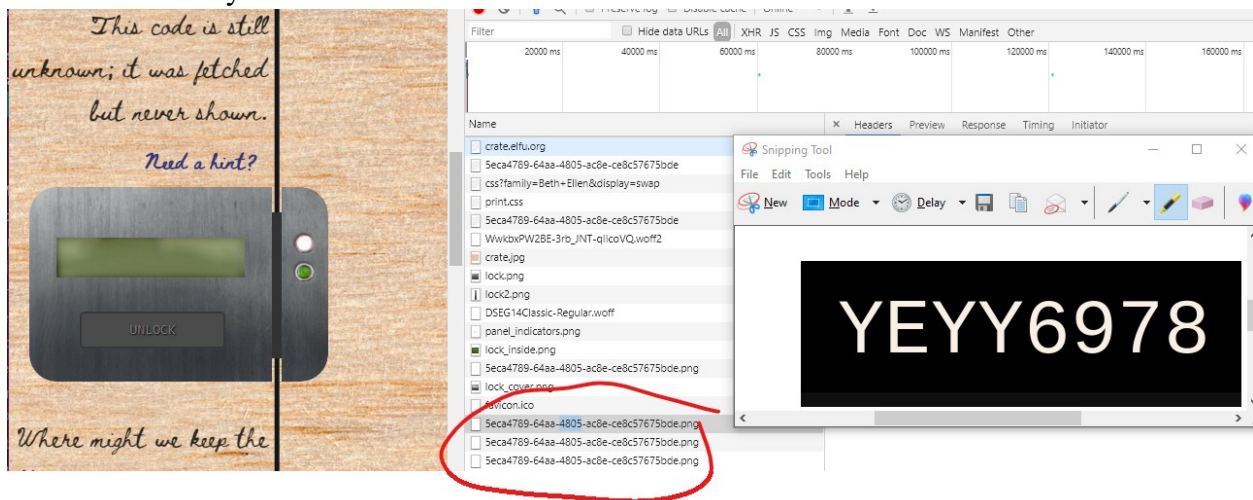 This code is still
unknown; it was fetched
but never shown.
Need a hint?
UNLOCK
Where might we keep the
Filter
Hide data URLs All XHR JS CSS Img Media Font Doc WS Manifest Other
20000 ms 40000 ms 60000 ms 80000 ms 100000 ms 120000 ms 140000 ms 160000 ms
Name
× Headers Preview Response Timing Initiator
crate.elfu.org
5eca4789-64aa-4805-ac8e-ce8c57675bde
css?family=Beth+Ellen&display=swap
print.css
5eca4789-64aa-4805-ac8e-ce8c57675bde
WwkbxPW2BE-3rb_JNT-qIicoVQ.woff2
crate.jpg
lock.png
lock2.png
DSEG14Classic-Regular.woff
panel_indicators.png
lock_inside.png
5eca4789-64aa-4805-ac8e-ce8c57675bde.png
lock_cover.png
favicon.ico
5eca4789-64aa-4805-ac8e-ce8c57675bde.png
5eca4789-64aa-4805-ac8e-ce8c57675bde.png
5eca4789-64aa-4805-ac8e-ce8c57675bde.png
Snipping Tool
File Edit Tools Help
New Mode Delay
YEYY6978